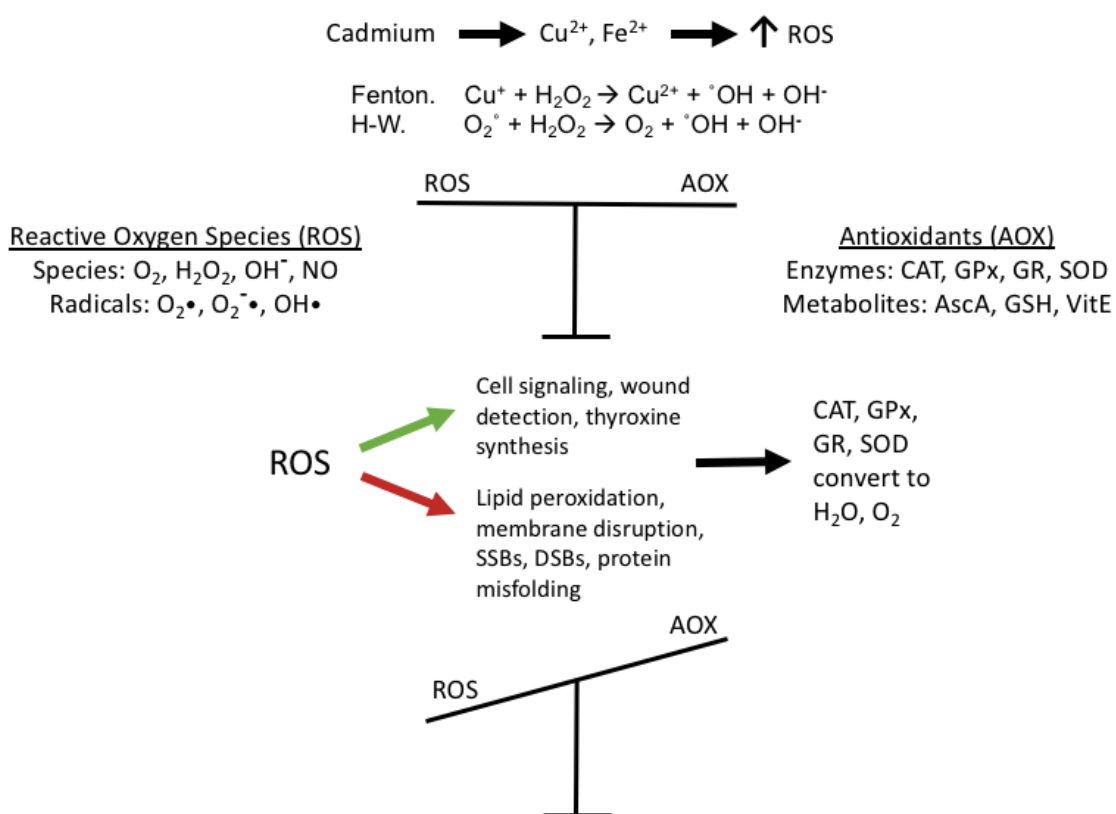 Cadmium → Cu²⁺, Fe²⁺ → ↑ ROS
Fenton. Cu⁺ + H₂O₂ → Cu²⁺ + ˚OH + OH⁻
H-W. O₂˚ + H₂O₂ → O₂ + ˚OH + OH⁻
ROS AOX
Reactive Oxygen Species (ROS)
Species: O₂, H₂O₂, OH⁻, NO
Radicals: O₂•, O₂⁻•, OH•
Antioxidants (AOX)
Enzymes: CAT, GPx, GR, SOD
Metabolites: AscA, GSH, VitE
ROS
Cell signaling, wound
detection, thyroxine
synthesis
Lipid peroxidation,
membrane disruption,
SSBs, DSBs, protein
misfolding
CAT, GPx,
GR, SOD
convert to
H₂O, O₂
AOX
ROS